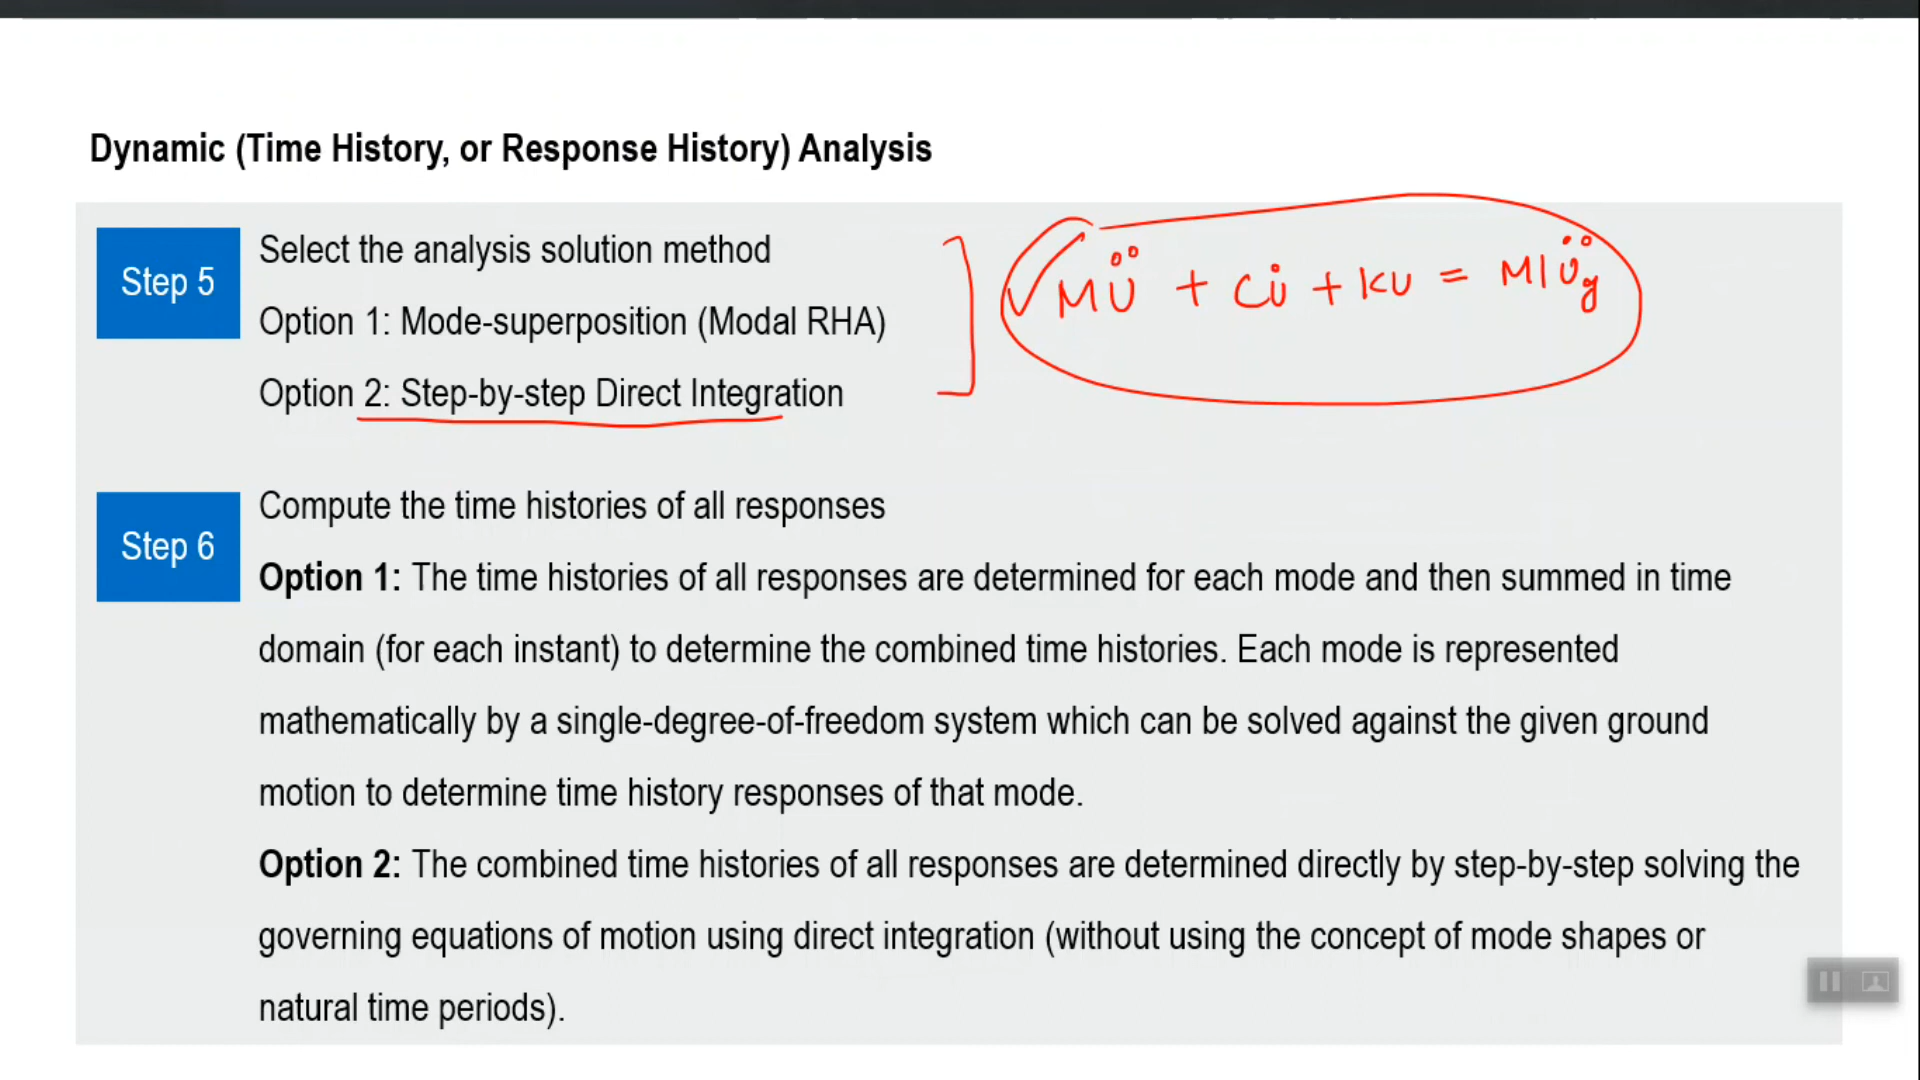 Dynamic (Time History, or Response History) Analysis
Step 5
Select the analysis solution method
Option 1: Mode-superposition (Modal RHA)
Option 2: Step-by-step Direct Integration
MÜ + CU̇ + KU = M1Ü_g
Step 6
Compute the time histories of all responses
Option 1: The time histories of all responses are determined for each mode and then summed in time
domain (for each instant) to determine the combined time histories. Each mode is represented
mathematically by a single-degree-of-freedom system which can be solved against the given ground
motion to determine time history responses of that mode.
Option 2: The combined time histories of all responses are determined directly by step-by-step solving the
governing equations of motion using direct integration (without using the concept of mode shapes or
natural time periods).